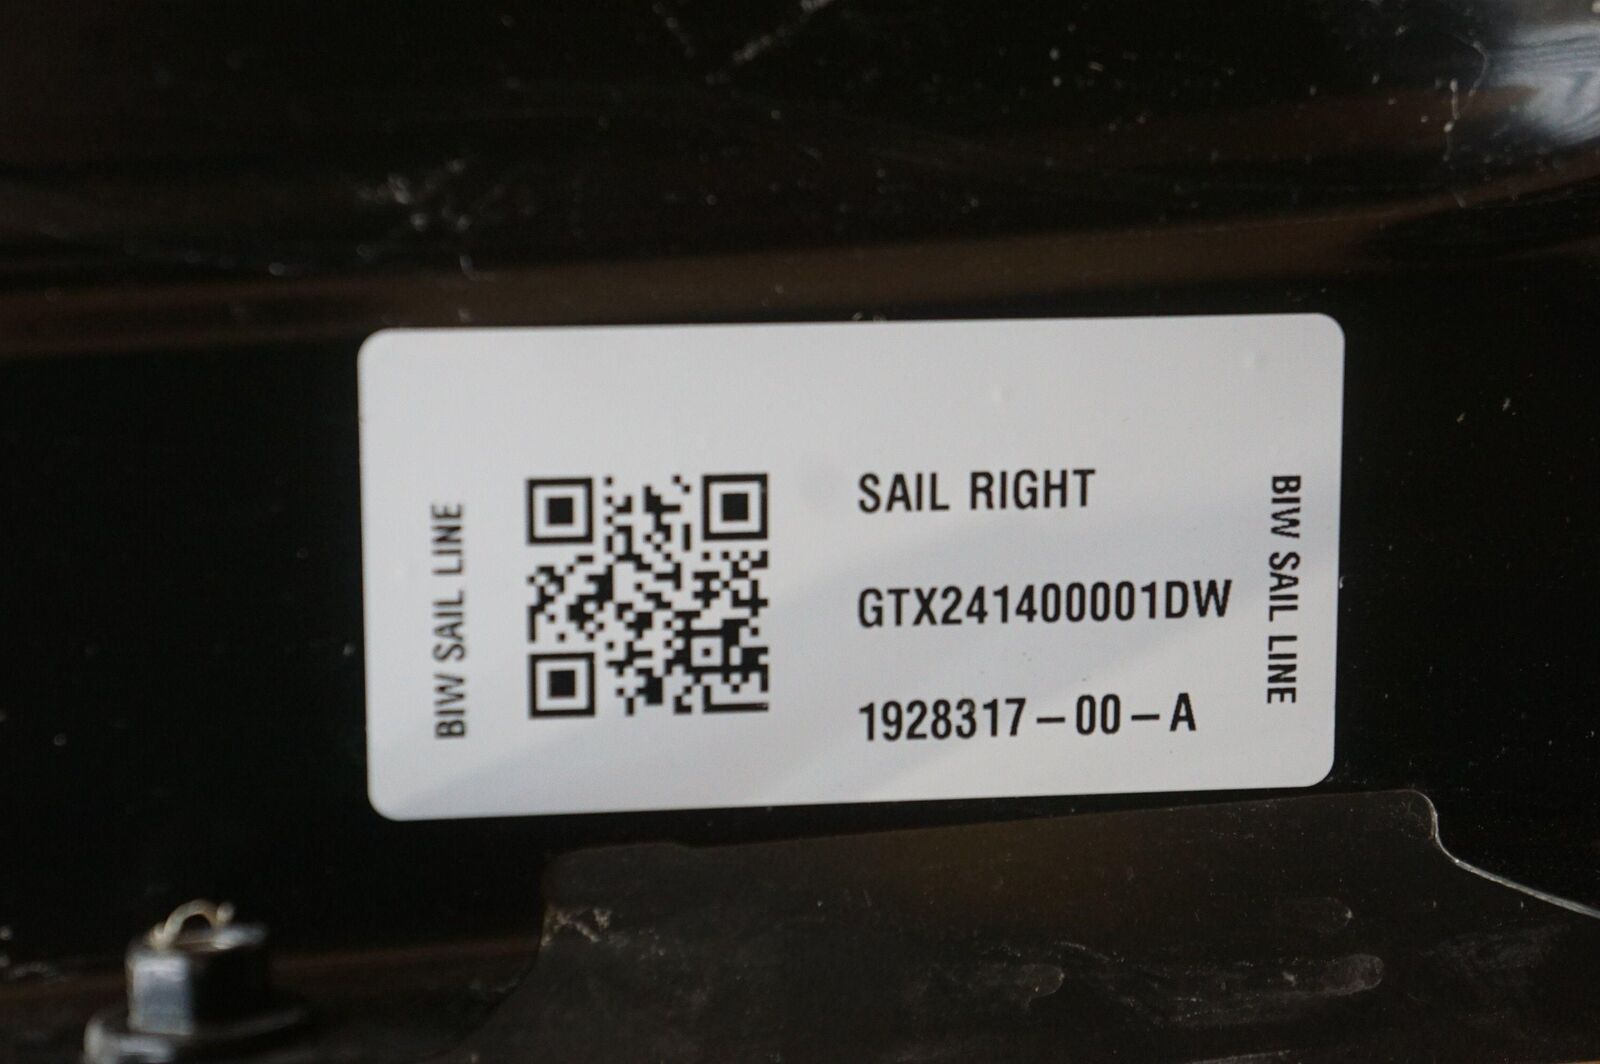 BIW SAIL LINE
SAIL RIGHT
GTX241400001DW
1928317-00-A
BIW SAIL LINE